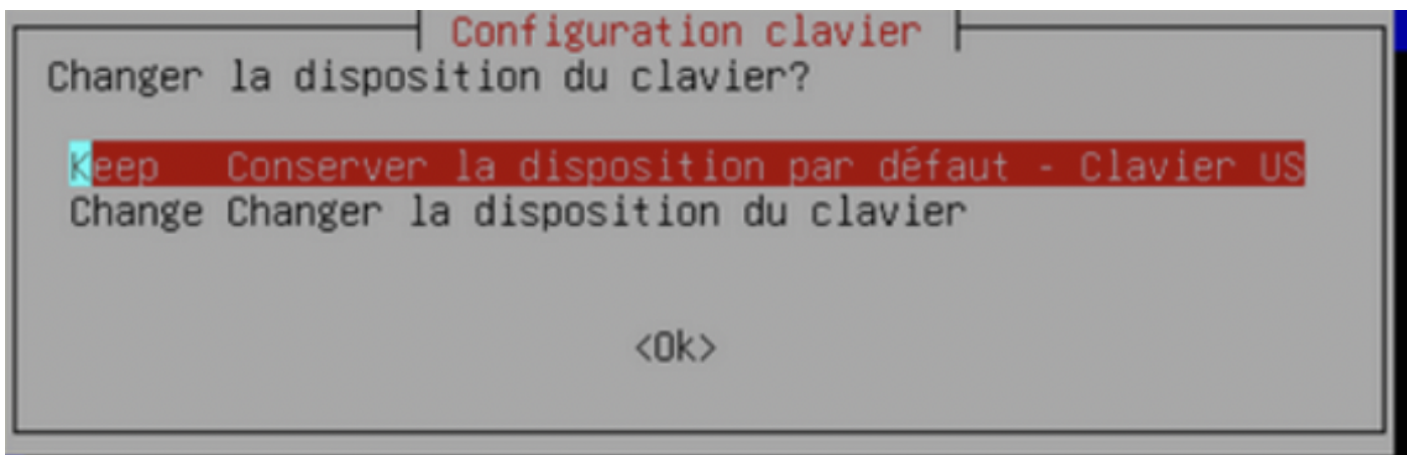 Configuration clavier
Changer la disposition du clavier?
Keep Conserver la disposition par défaut - Clavier US
Change Changer la disposition du clavier
<Ok>